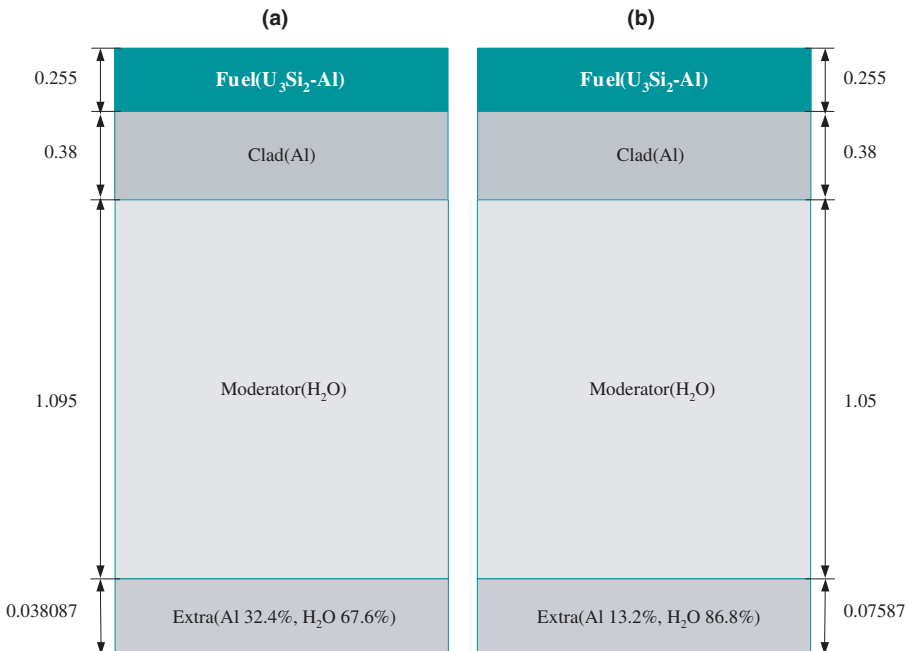 (a) (b)
0.255 Fuel(U₃Si₂-Al) Fuel(U₃Si₂-Al) 0.255
0.38 Clad(Al) Clad(Al) 0.38
1.095 Moderator(H₂O) Moderator(H₂O) 1.05
0.038087 Extra(Al 32.4%, H₂O 67.6%) Extra(Al 13.2%, H₂O 86.8%) 0.07587